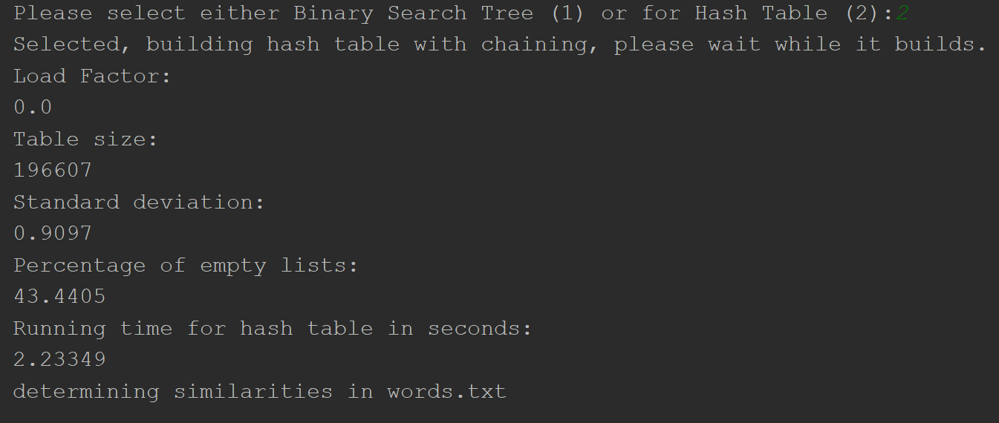 Please select either Binary Search Tree (1) or for Hash Table (2):2
Selected, building hash table with chaining, please wait while it builds.
Load Factor:
0.0
Table size:
196607
Standard deviation:
0.9097
Percentage of empty lists:
43.4405
Running time for hash table in seconds:
2.23349
determining similarities in words.txt